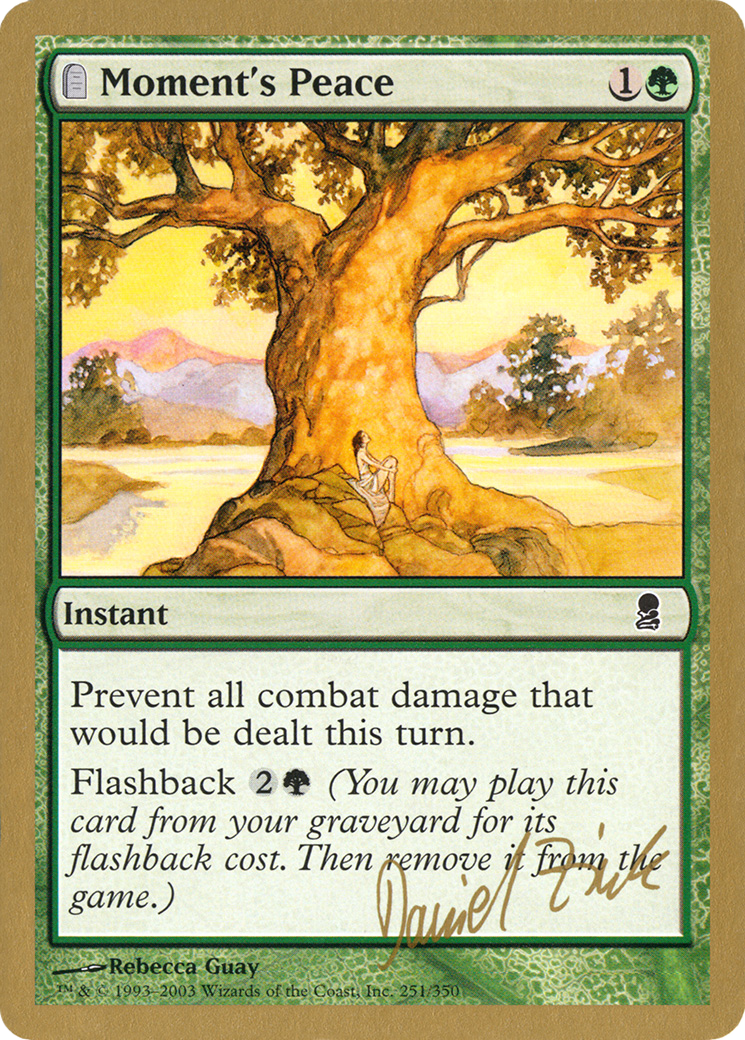 Moment's Peace 1
Instant
Prevent all combat damage that
would be dealt this turn.
Flashback 2 (You may play this
card from your graveyard for its
flashback cost. Then remove it from the
game.)
Daniel Zink
Rebecca Guay
™ & © 1993–2003 Wizards of the Coast, Inc. 251/350